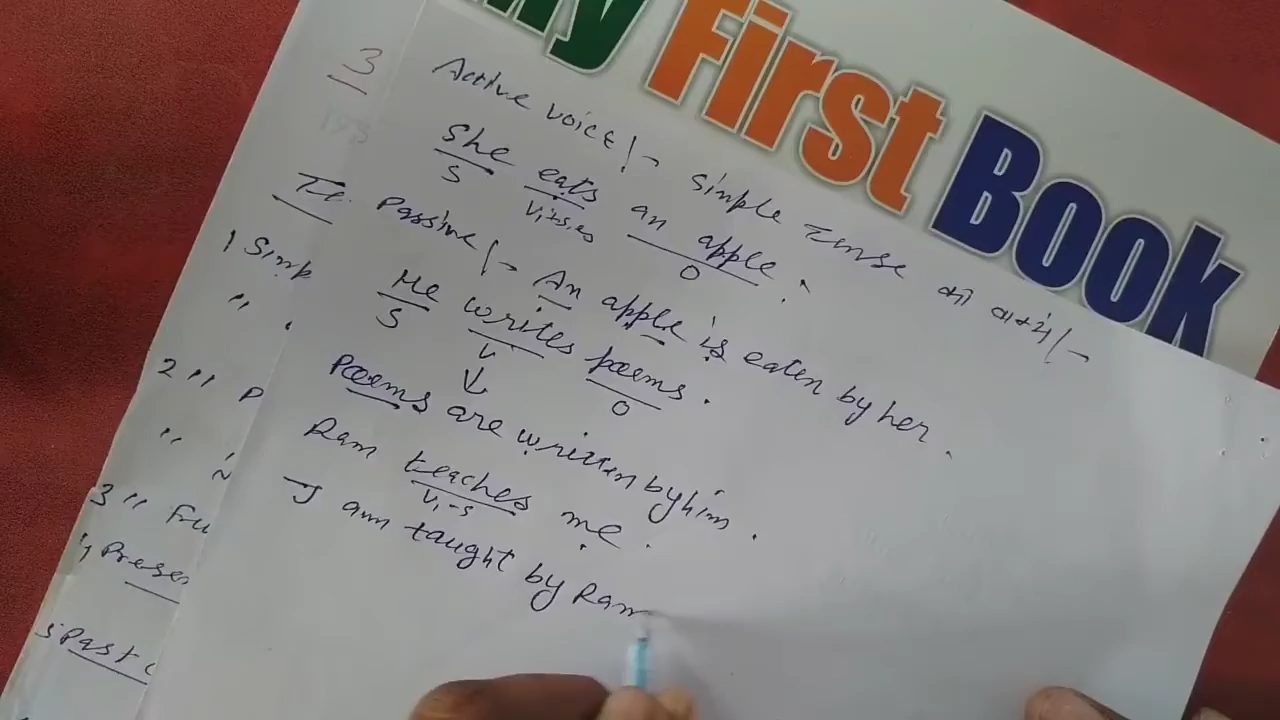 My First Book
3
Active voice :- simple Tense को वाक्य :-
She eats an apple .
S V1+s,es O
Passive :- An apple is eaten by her .
He writes poems .
S V O
Poems are written by him .
Ram teaches me .
V1-s
I am taught by Ram
1 Simp
"
2 " P
"
3 " Fu
4 Presen
5 Past C